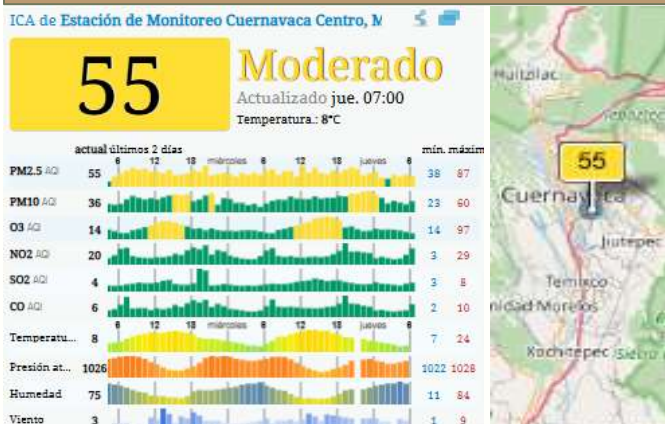 ICA de Estación de Monitoreo Cuernavaca Centro, M
55
Moderado
Actualizado jue. 07:00
Temperatura.: 8°C
actual últimos 2 días mín. máxim
6 12 18 miércoles 6 12 18 jueves 6
PM2.5 AQI 55 38 87
PM10 AQI 36 23 60
O3 AQI 14 14 97
NO2 AQI 20 3 29
SO2 AQI 4 3 8
CO AQI 6 2 10
6 12 18 miércoles 6 12 18 jueves 6
Temperatu... 8 7 24
Presión at... 1026 1022 1028
Humedad 75 11 84
Viento 3 1 9
Huitzilac
55
Cuernavaca
Jiutepec
Temixco
nidad Morelos
Xochitepec